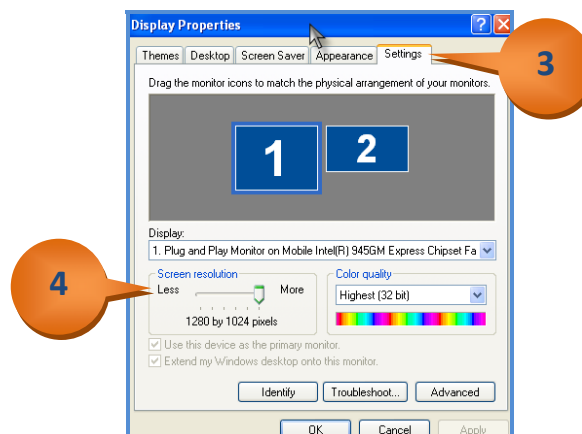 Display Properties
Themes Desktop Screen Saver Appearance Settings
3
Drag the monitor icons to match the physical arrangement of your monitors.
1 2
Display:
1. Plug and Play Monitor on Mobile Intel(R) 945GM Express Chipset Fa
Screen resolution Color quality
4
Less More Highest (32 bit)
1280 by 1024 pixels
Use this device as the primary monitor.
Extend my Windows desktop onto this monitor.
Identify Troubleshoot... Advanced
OK Cancel Apply